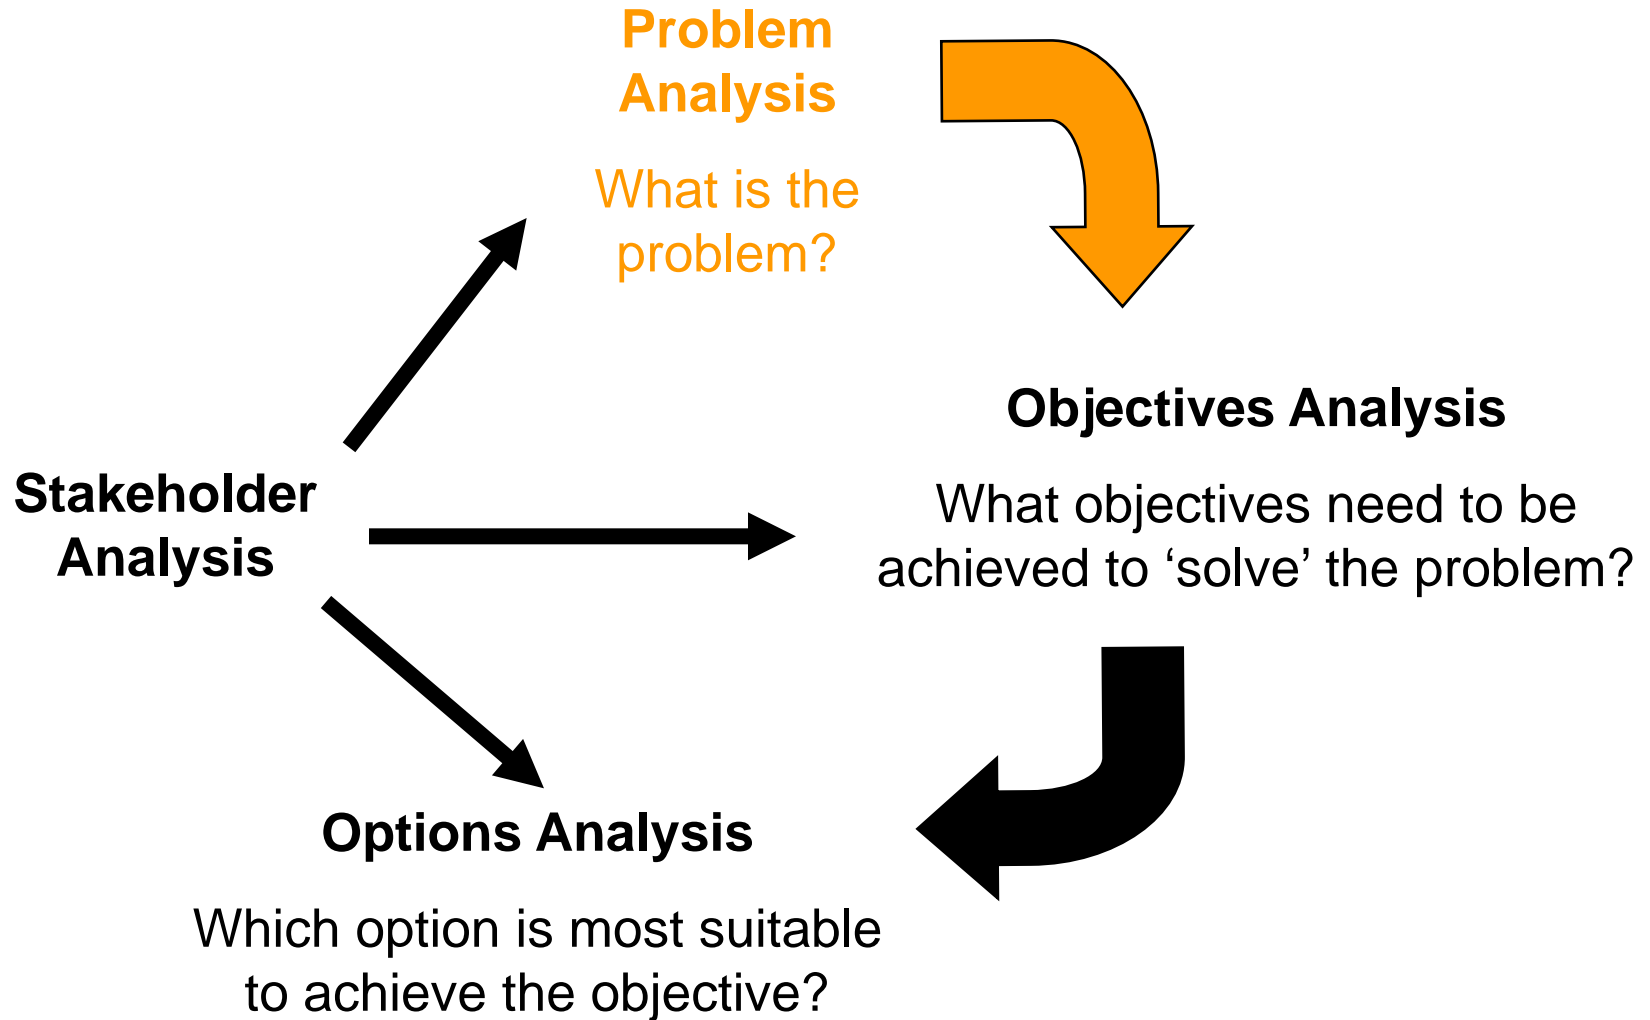 Problem
Analysis
What is the
problem?
Objectives Analysis
What objectives need to be
achieved to ‘solve’ the problem?
Stakeholder
Analysis
Options Analysis
Which option is most suitable
to achieve the objective?